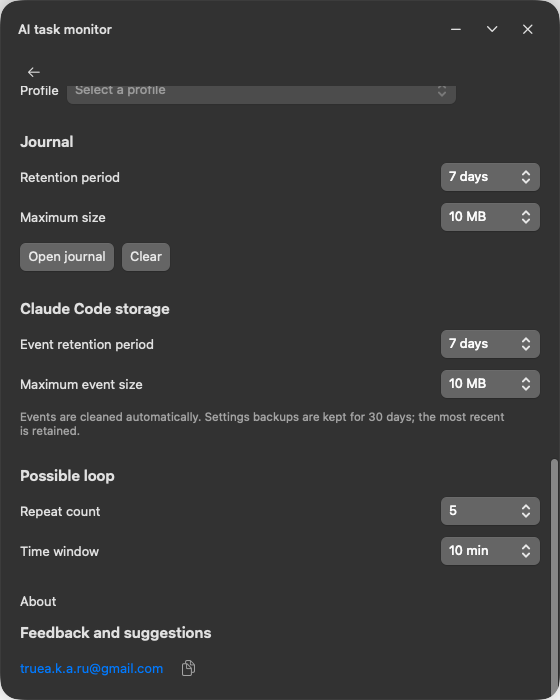 AI task monitor
Profile Select a profile
Journal
Retention period 7 days
Maximum size 10 MB
Open journal Clear
Claude Code storage
Event retention period 7 days
Maximum event size 10 MB
Events are cleaned automatically. Settings backups are kept for 30 days; the most recent
is retained.
Possible loop
Repeat count 5
Time window 10 min
About
Feedback and suggestions
truea.k.a.ru@gmail.com